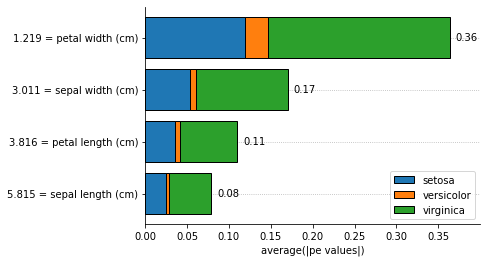 1.219 = petal width (cm)
0.36
3.011 = sepal width (cm)
0.17
3.816 = petal length (cm)
0.11
5.815 = sepal length (cm)
0.08
setosa
versicolor
virginica
0.00 0.05 0.10 0.15 0.20 0.25 0.30 0.35
average(|pe values|)